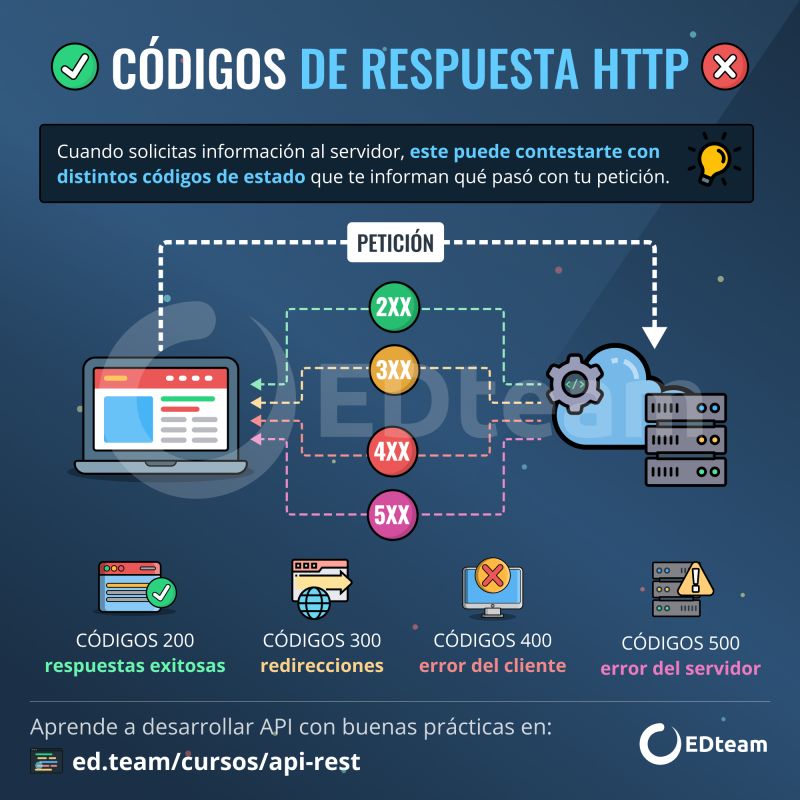 CÓDIGOS DE RESPUESTA HTTP
Cuando solicitas información al servidor, este puede contestarte con
distintos códigos de estado que te informan qué pasó con tu petición.
PETICIÓN
2XX
3XX
4XX
5XX
EDteam
</>
CÓDIGOS 200
respuestas exitosas
CÓDIGOS 300
redirecciones
CÓDIGOS 400
error del cliente
CÓDIGOS 500
error del servidor
Aprende a desarrollar API con buenas prácticas en:
ed.team/cursos/api-rest
EDteam